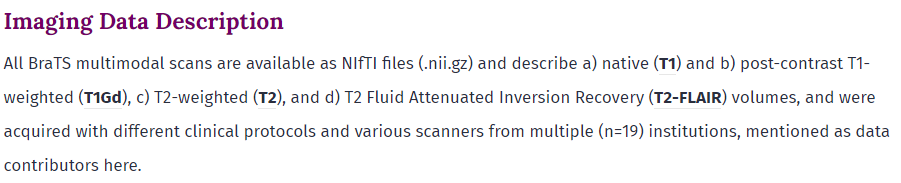 Imaging Data Description
All BraTS multimodal scans are available as NIfTI files (.nii.gz) and describe a) native (T1) and b) post-contrast T1-
weighted (T1Gd), c) T2-weighted (T2), and d) T2 Fluid Attenuated Inversion Recovery (T2-FLAIR) volumes, and were
acquired with different clinical protocols and various scanners from multiple (n=19) institutions, mentioned as data
contributors here.